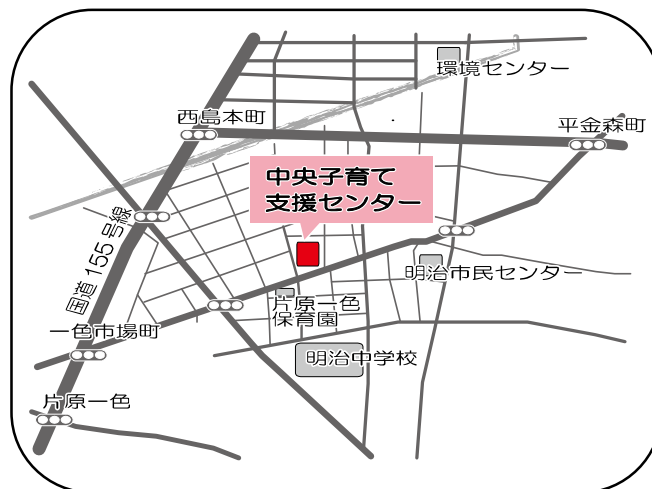 環境センター
西島本町
平金森町
中央子育て
支援センター
国道155号線
明治市民センター
片原一色
保育園
一色市場町
明治中学校
片原一色